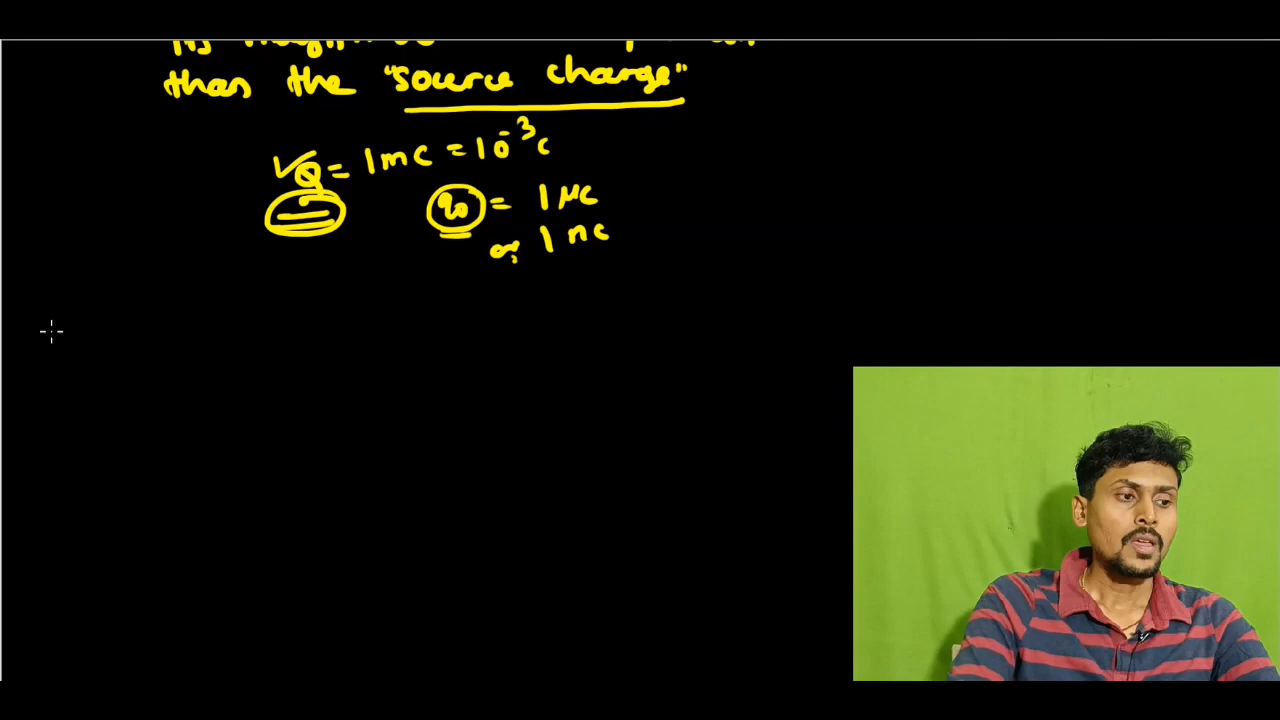 than the "source charge"
Q = 1mc = 10⁻³c
q₀ = 1μc
or, 1nc